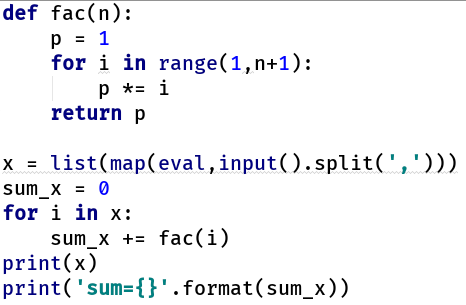 def fac(n):
    p = 1
    for i in range(1,n+1):
        p *= i
    return p

x = list(map(eval,input().split(',')))
sum_x = 0
for i in x:
    sum_x += fac(i)
print(x)
print('sum={}'.format(sum_x))